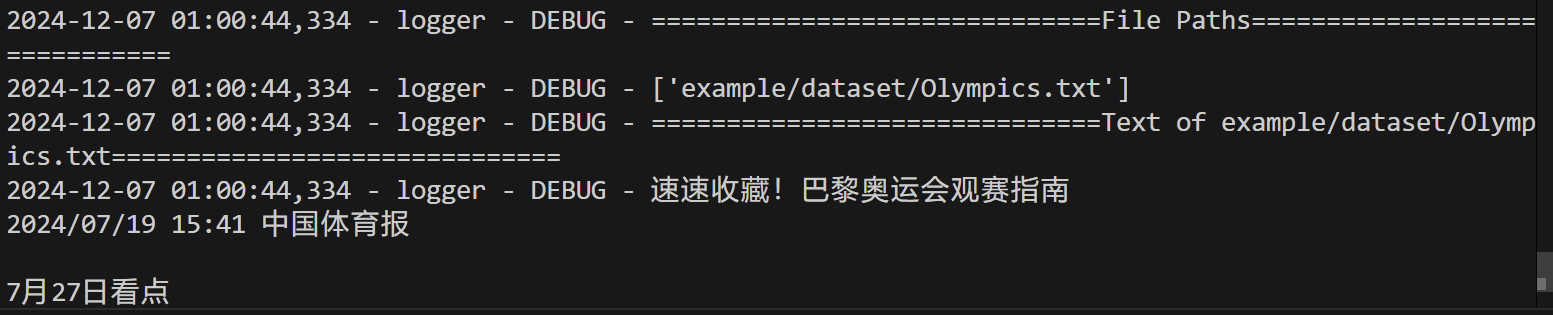 2024-12-07 01:00:44,334 - logger - DEBUG - ==============================File Paths===================
===========
2024-12-07 01:00:44,334 - logger - DEBUG - ['example/dataset/Olympics.txt']
2024-12-07 01:00:44,334 - logger - DEBUG - ==============================Text of example/dataset/Olymp
ics.txt==============================
2024-12-07 01:00:44,334 - logger - DEBUG - 速速收藏！巴黎奥运会观赛指南
2024/07/19 15:41 中国体育报
7月27日看点